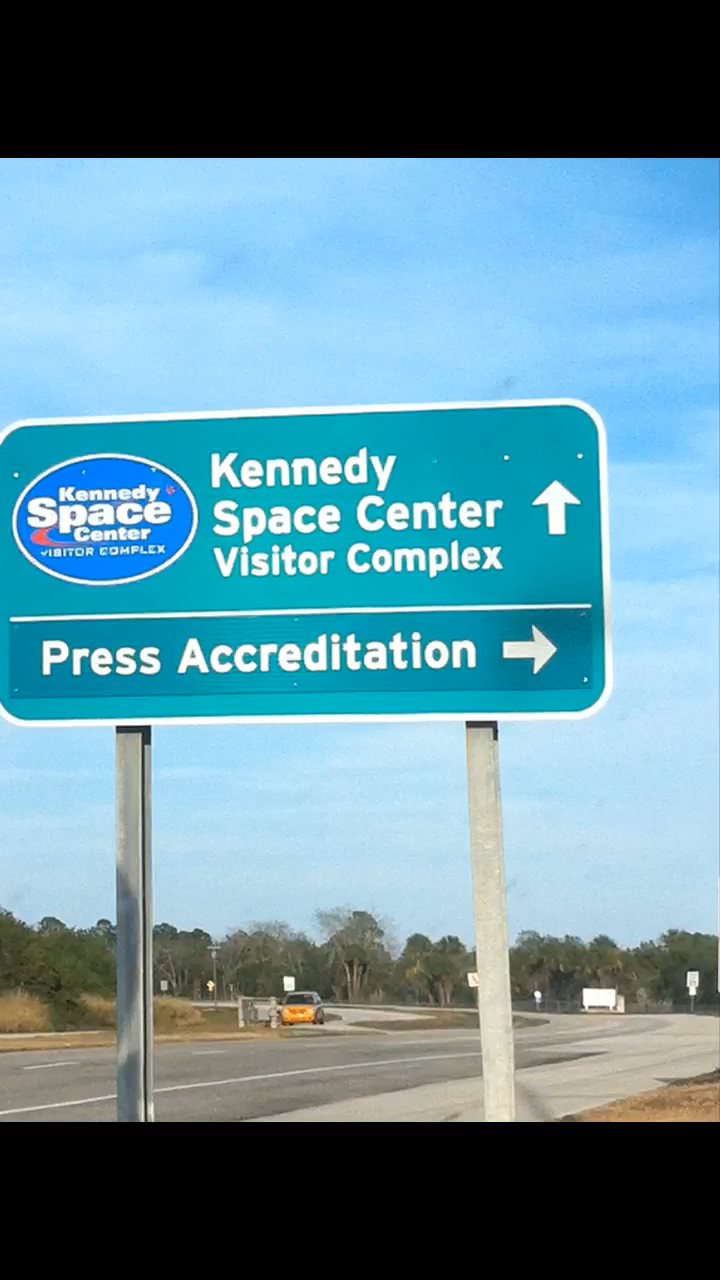 Kennedy
Space
Center
VISITOR COMPLEX
Kennedy
Space Center
Visitor Complex
Press Accreditation